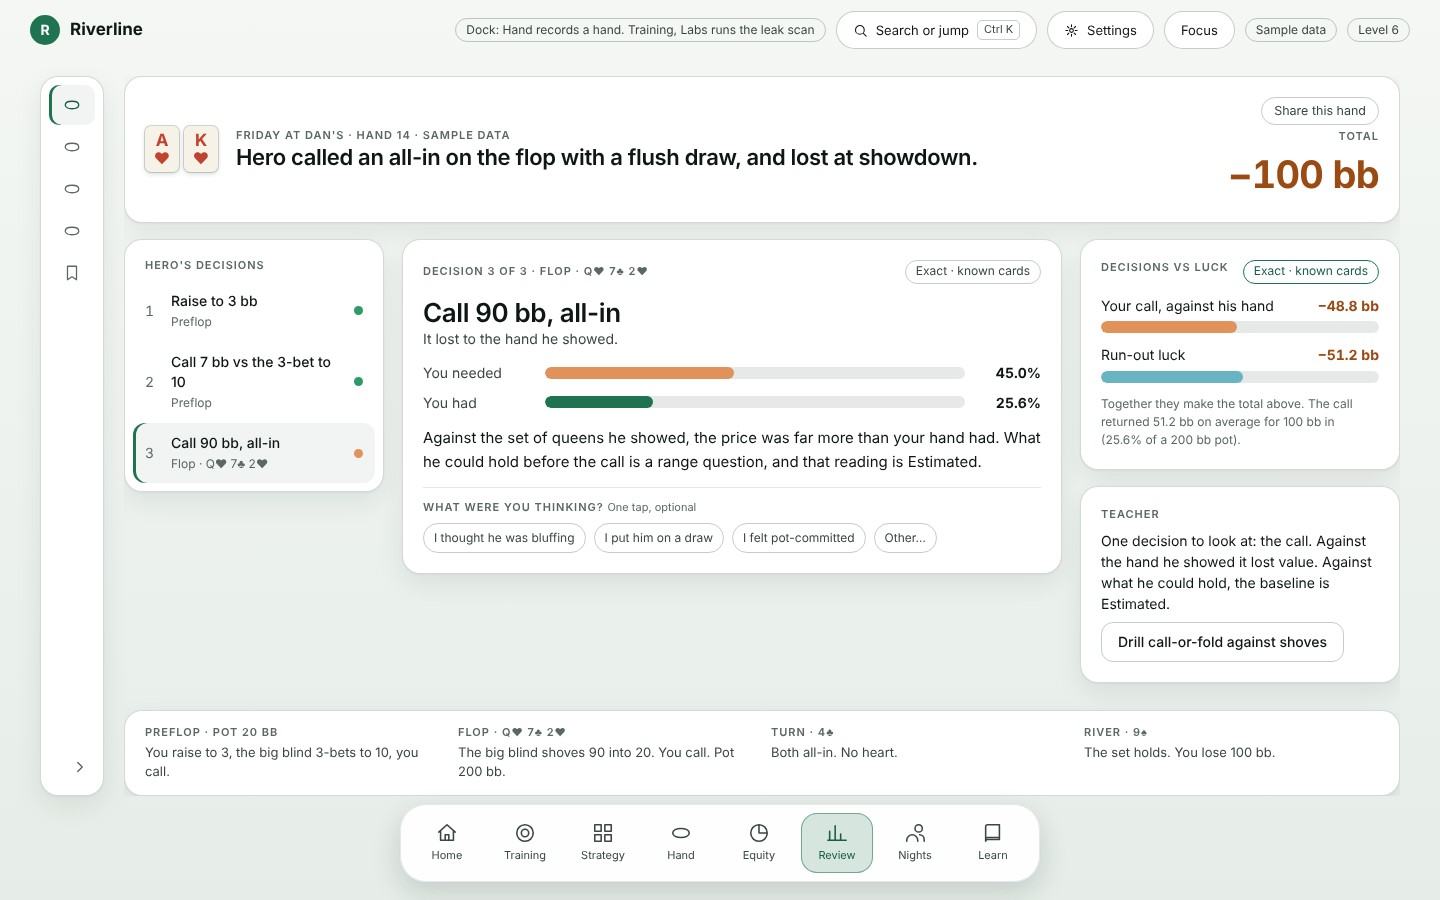 R Riverline
Dock: Hand records a hand. Training, Labs runs the leak scan
Search or jump Ctrl K
Settings
Focus
Sample data
Level 6
A♥ K♥
FRIDAY AT DAN'S · HAND 14 · SAMPLE DATA
Hero called an all-in on the flop with a flush draw, and lost at showdown.
Share this hand
TOTAL
−100 bb
HERO'S DECISIONS
1 Raise to 3 bb
Preflop
2 Call 7 bb vs the 3-bet to
10
Preflop
3 Call 90 bb, all-in
Flop · Q♥ 7♣ 2♥
DECISION 3 OF 3 · FLOP · Q♥ 7♣ 2♥
Exact · known cards
Call 90 bb, all-in
It lost to the hand he showed.
You needed 45.0%
You had 25.6%
Against the set of queens he showed, the price was far more than your hand had. What
he could hold before the call is a range question, and that reading is Estimated.
WHAT WERE YOU THINKING? One tap, optional
I thought he was bluffing
I put him on a draw
I felt pot-committed
Other…
DECISIONS VS LUCK
Exact · known cards
Your call, against his hand −48.8 bb
Run-out luck −51.2 bb
Together they make the total above. The call
returned 51.2 bb on average for 100 bb in
(25.6% of a 200 bb pot).
TEACHER
One decision to look at: the call. Against
the hand he showed it lost value. Against
what he could hold, the baseline is
Estimated.
Drill call-or-fold against shoves
PREFLOP · POT 20 BB
You raise to 3, the big blind 3-bets to 10, you
call.
FLOP · Q♥ 7♣ 2♥
The big blind shoves 90 into 20. You call. Pot
200 bb.
TURN · 4♣
Both all-in. No heart.
RIVER · 9♠
The set holds. You lose 100 bb.
Home
Training
Strategy
Hand
Equity
Review
Nights
Learn